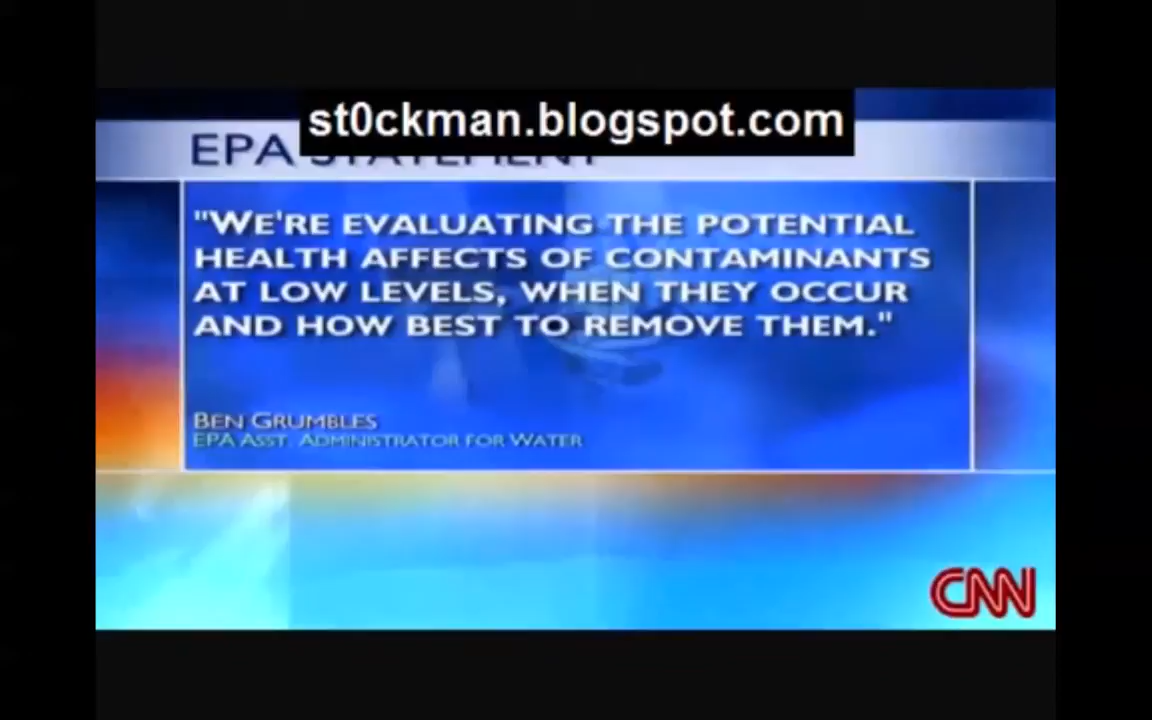 st0ckman.blogspot.com
EPA STATEMENT
"WE'RE EVALUATING THE POTENTIAL
HEALTH AFFECTS OF CONTAMINANTS
AT LOW LEVELS, WHEN THEY OCCUR
AND HOW BEST TO REMOVE THEM."
BEN GRUMBLES
EPA ASST. ADMINISTRATOR FOR WATER
CNN